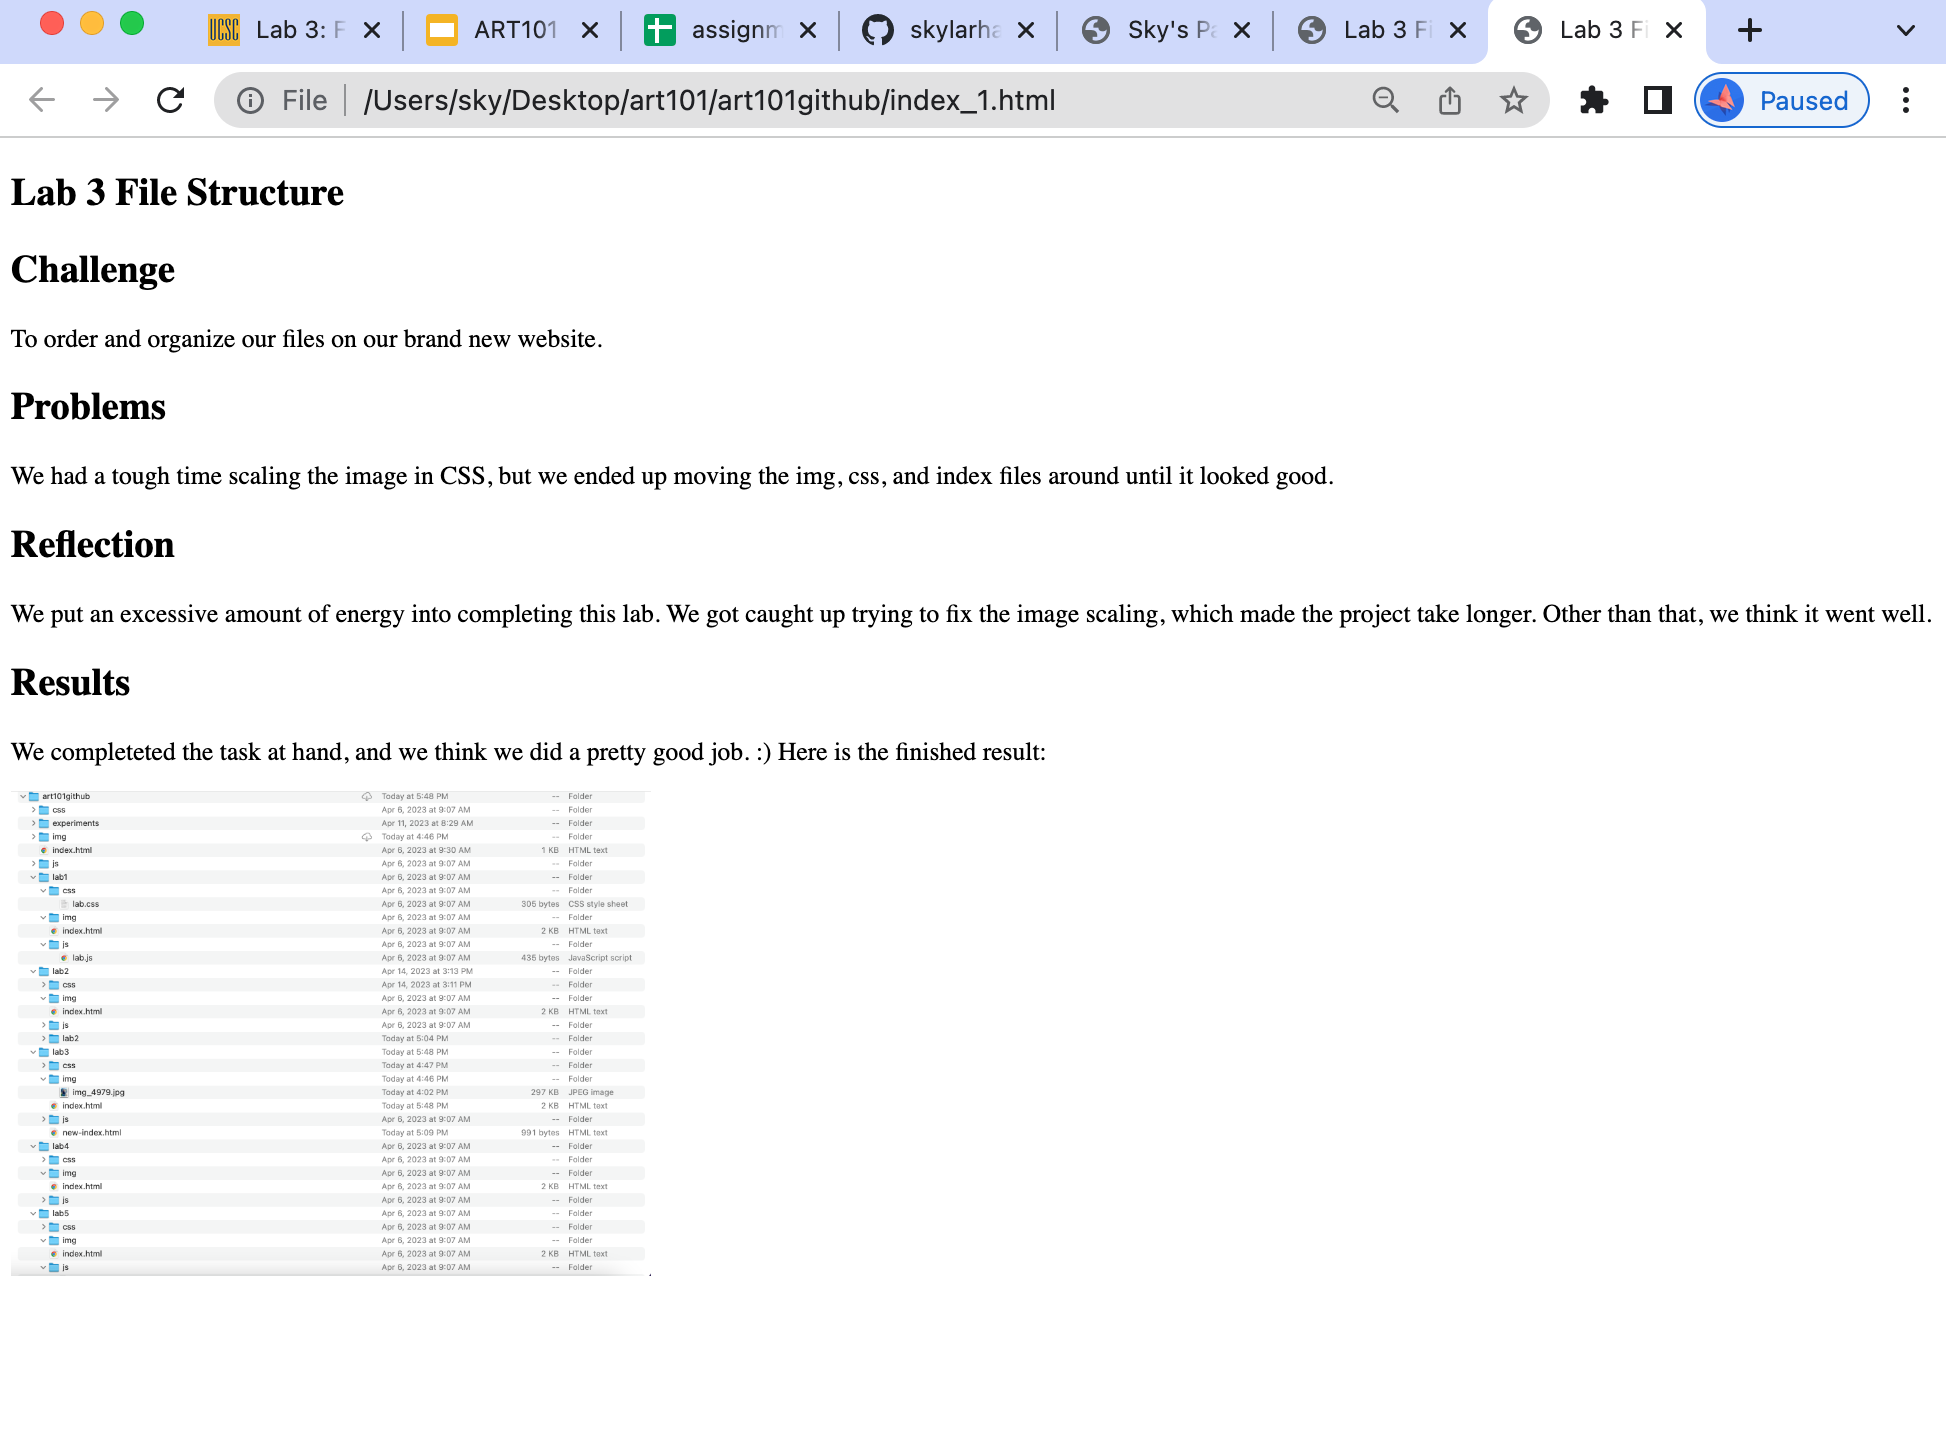 Lab 3: F
ART101
assignm
skylarha
Sky's Pa
Lab 3 Fi
Lab 3 Fi
File /Users/sky/Desktop/art101/art101github/index_1.html Paused
Lab 3 File Structure
Challenge
To order and organize our files on our brand new website.
Problems
We had a tough time scaling the image in CSS, but we ended up moving the img, css, and index files around until it looked good.
Reflection
We put an excessive amount of energy into completing this lab. We got caught up trying to fix the image scaling, which made the project take longer. Other than that, we think it went well.
Results
We completeted the task at hand, and we think we did a pretty good job. :) Here is the finished result:
art101github Today at 5:48 PM -- Folder
css Apr 6, 2023 at 9:07 AM -- Folder
experiments Apr 11, 2023 at 8:29 AM -- Folder
img Today at 4:46 PM -- Folder
index.html Apr 6, 2023 at 9:30 AM 1 KB HTML text
js Apr 6, 2023 at 9:07 AM -- Folder
lab1 Apr 6, 2023 at 9:07 AM -- Folder
css Apr 6, 2023 at 9:07 AM -- Folder
lab.css Apr 6, 2023 at 9:07 AM 305 bytes CSS style sheet
img Apr 6, 2023 at 9:07 AM -- Folder
index.html Apr 6, 2023 at 9:07 AM 2 KB HTML text
js Apr 6, 2023 at 9:07 AM -- Folder
lab.js Apr 6, 2023 at 9:07 AM 435 bytes JavaScript script
lab2 Apr 14, 2023 at 3:13 PM -- Folder
css Apr 14, 2023 at 3:11 PM -- Folder
img Apr 6, 2023 at 9:07 AM -- Folder
index.html Apr 6, 2023 at 9:07 AM 2 KB HTML text
js Apr 6, 2023 at 9:07 AM -- Folder
lab2 Today at 5:04 PM -- Folder
lab3 Today at 5:48 PM -- Folder
css Today at 4:47 PM -- Folder
img Today at 4:46 PM -- Folder
img_4979.jpg Today at 4:02 PM 297 KB JPEG image
index.html Today at 5:48 PM 2 KB HTML text
js Apr 6, 2023 at 9:07 AM -- Folder
new-index.html Today at 5:09 PM 991 bytes HTML text
lab4 Apr 6, 2023 at 9:07 AM -- Folder
css Apr 6, 2023 at 9:07 AM -- Folder
img Apr 6, 2023 at 9:07 AM -- Folder
index.html Apr 6, 2023 at 9:07 AM 2 KB HTML text
js Apr 6, 2023 at 9:07 AM -- Folder
lab5 Apr 6, 2023 at 9:07 AM -- Folder
css Apr 6, 2023 at 9:07 AM -- Folder
img Apr 6, 2023 at 9:07 AM -- Folder
index.html Apr 6, 2023 at 9:07 AM 2 KB HTML text
js Apr 6, 2023 at 9:07 AM -- Folder